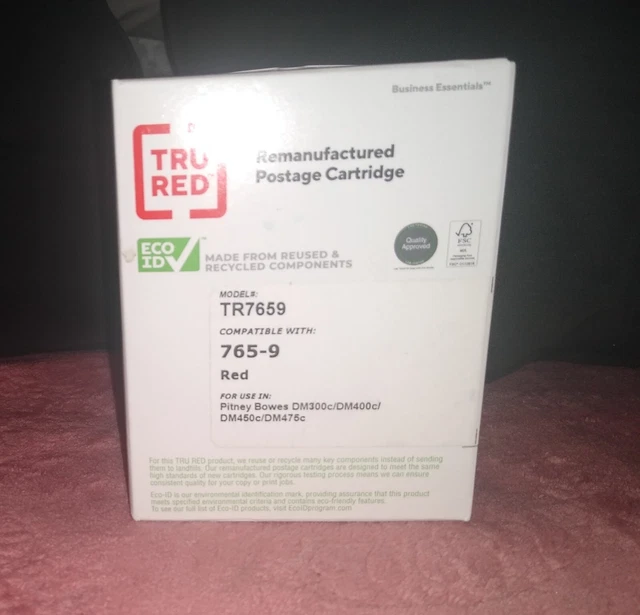 Business Essentials™
TRU
RED™
Remanufactured
Postage Cartridge
ECO
ID
MADE FROM REUSED &
RECYCLED COMPONENTS
Quality
Approved
FSC
MODEL#:
TR7659
COMPATIBLE WITH:
765-9
Red
FOR USE IN:
Pitney Bowes DM300c/DM400c/
DM450c/DM475c
For this TRU RED product, we reuse or recycle many key components instead of sending
them to landfills. Our remanufactured postage cartridges are designed to meet the same
high standards of new cartridges. Our rigorous testing process means we can ensure
consistent quality for your copy or print jobs.
Eco-ID is our environmental identification mark, providing assurance that this product
meets specified environmental criteria and contains eco-friendly features.
To see our full list of Eco-ID products, visit EcoIDprogram.com